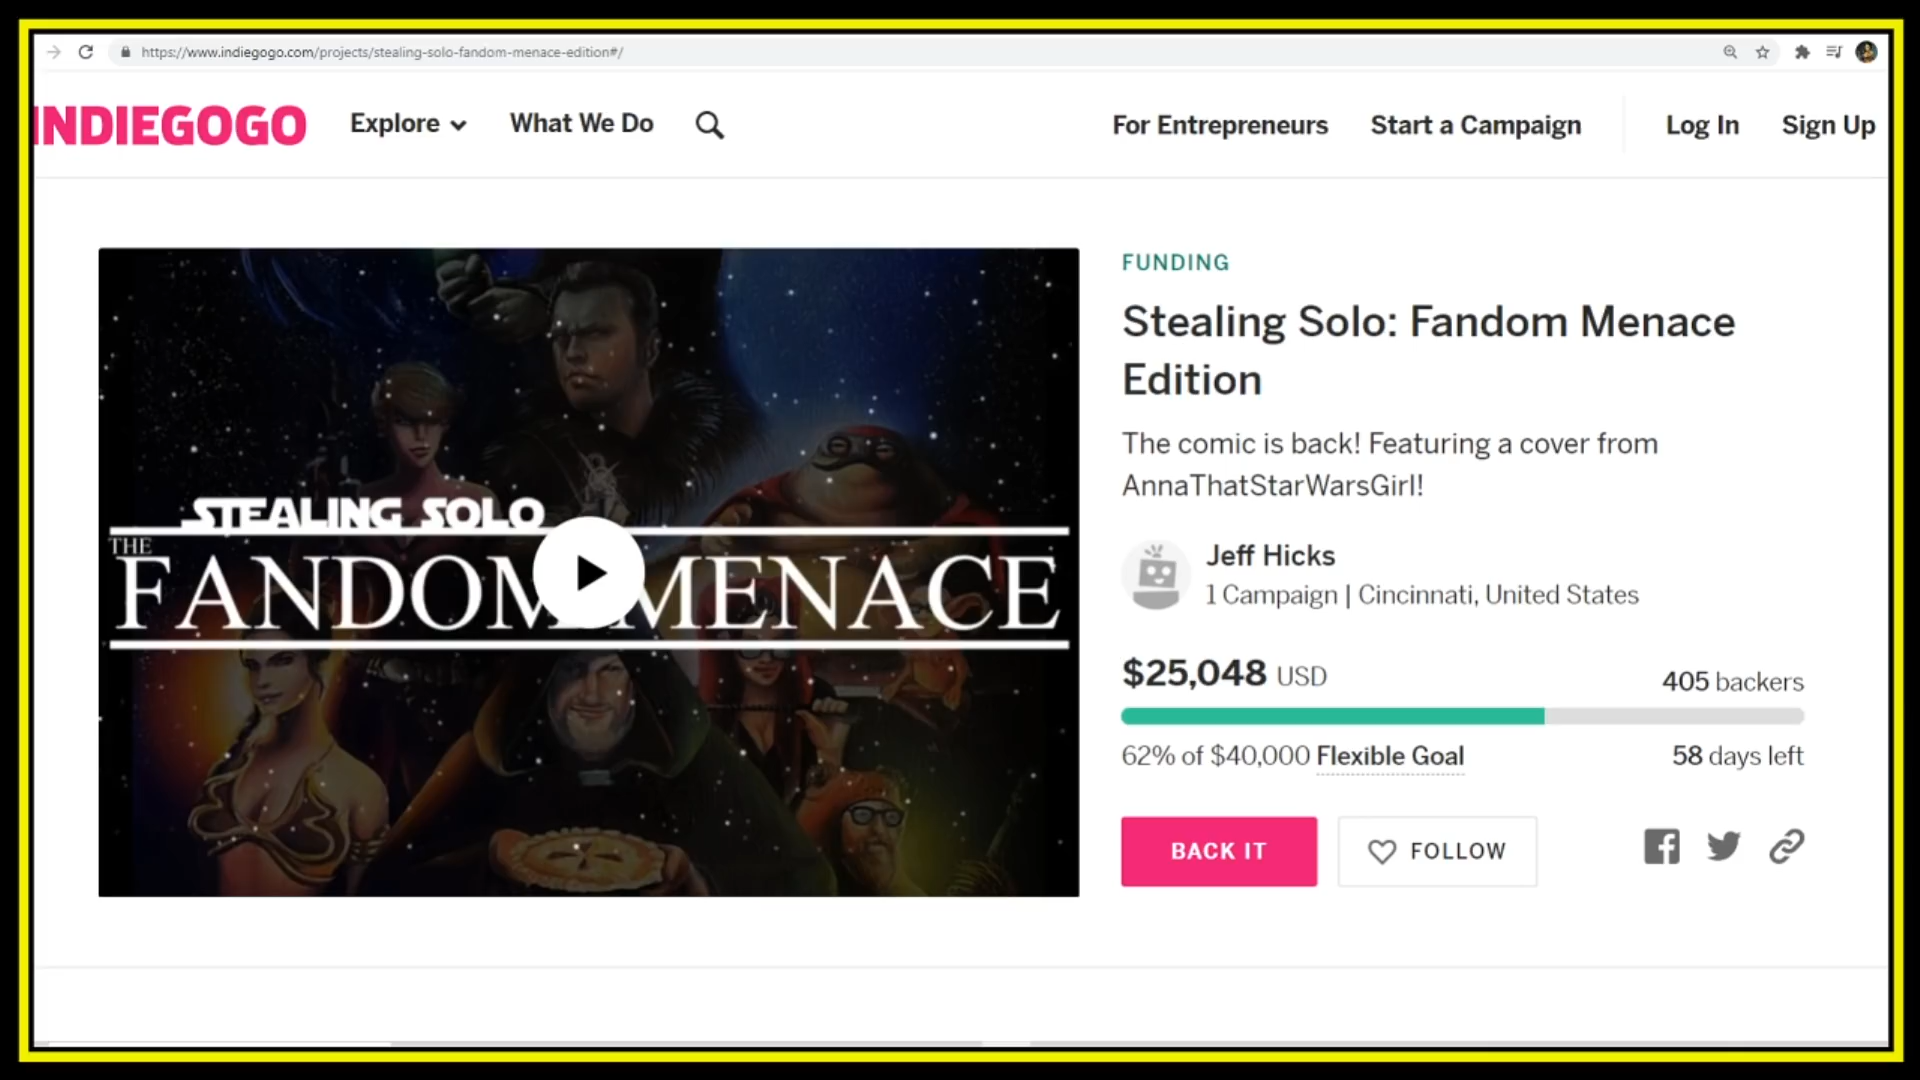 https://www.indiegogo.com/projects/stealing-solo-fandom-menace-edition#/
INDIEGOGO
Explore
What We Do
For Entrepreneurs
Start a Campaign
Log In
Sign Up
STEALING SOLO
THE
FANDOM MENACE
FUNDING
Stealing Solo: Fandom Menace
Edition
The comic is back! Featuring a cover from
AnnaThatStarWarsGirl!
Jeff Hicks
1 Campaign | Cincinnati, United States
$25,048 USD
405 backers
62% of $40,000 Flexible Goal
58 days left
BACK IT
FOLLOW